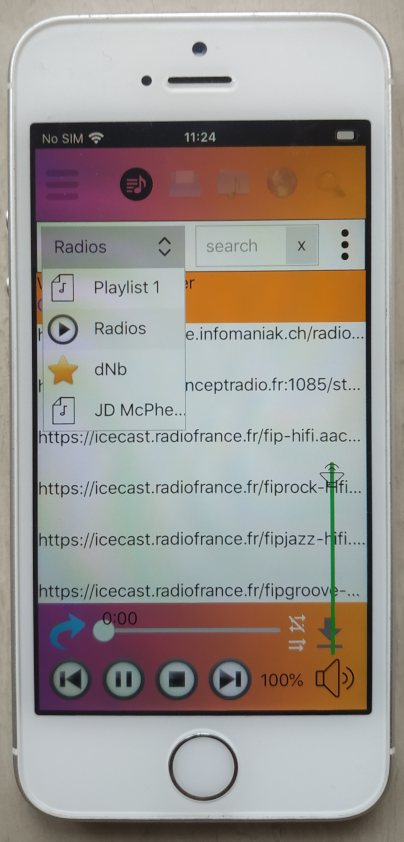 No SIM 11:24
Radios search x
Playlist 1
Radios
e.infomaniak.ch/radio...
dNb
nceptradio.fr:1085/st...
JD McPhe...
https://icecast.radiofrance.fr/fip-hifi.aac...
https://icecast.radiofrance.fr/fiprock-hifi...
https://icecast.radiofrance.fr/fipjazz-hifi....
https://icecast.radiofrance.fr/fipgroove-...
0:00
100%